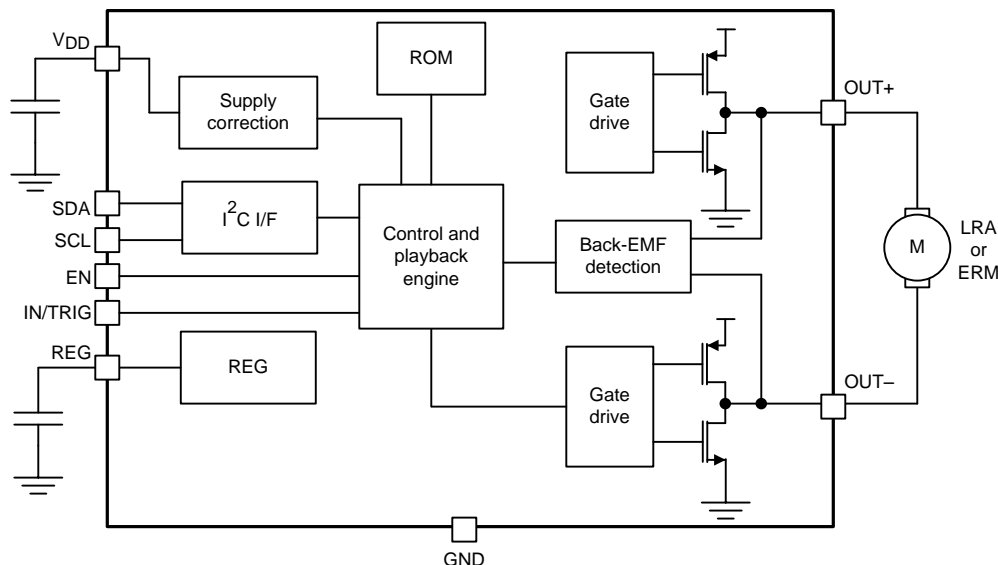 VDD
ROM
Supply
correction
Gate
drive
OUT+
SDA
SCL
I2C I/F
Control and
playback
engine
Back-EMF
detection
M
LRA
or
ERM
EN
IN/TRIG
REG
REG
Gate
drive
OUT–
GND